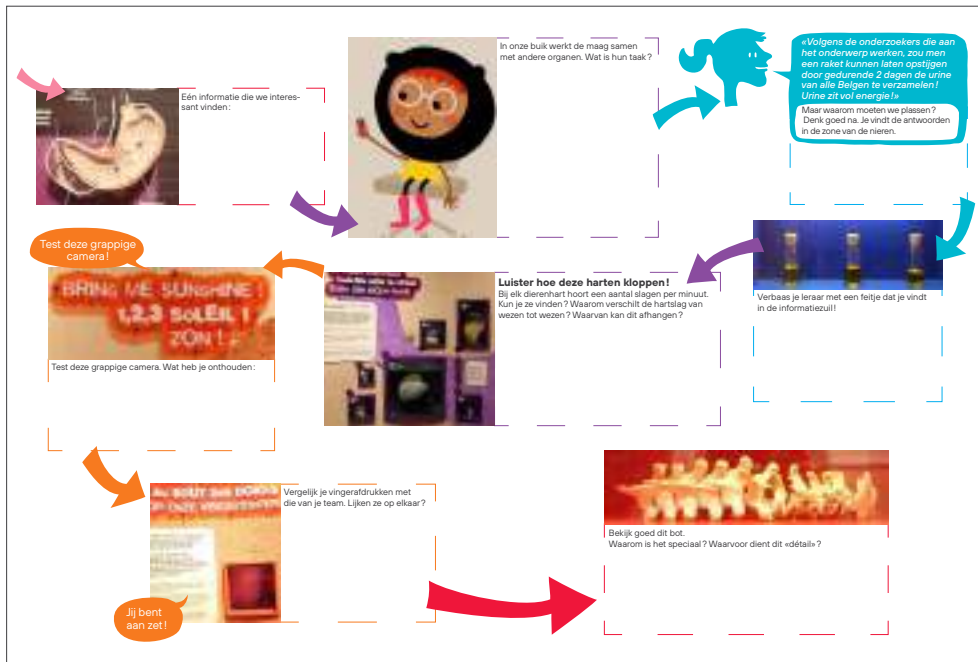 Eén informatie die we interes-
sant vinden:
In onze buik werkt de maag samen
met andere organen. Wat is hun taak?
«Volgens de onderzoekers die aan
het onderwerp werken, zou men
een raket kunnen laten opstijgen
door gedurende 2 dagen de urine
van alle Belgen te verzamelen!
Urine zit vol energie!»
Maar waarom moeten we plassen?
Denk goed na. Je vindt de antwoorden
in de zone van de nieren.
Verbaas je leraar met een feitje dat je vindt
in de informatiezuil!
Luister hoe deze harten kloppen!
Bij elk dierenhart hoort een aantal slagen per minuut.
Kun je ze vinden? Waarom verschilt de hartslag van
wezen tot wezen? Waarvan kan dit afhangen?
Test deze grappige
camera!
BRING ME SUNSHINE!
1,2,3 SOLEIL!
ZON!
Test deze grappige camera. Wat heb je onthouden:
AU BOUT DES DOIGTS
OP ONZE VINGERTOPPEN
Vergelijk je vingerafdrukken met
die van je team. Lijken ze op elkaar?
Jij bent
aan zet!
Bekijk goed dit bot.
Waarom is het speciaal? Waarvoor dient dit «détail»?